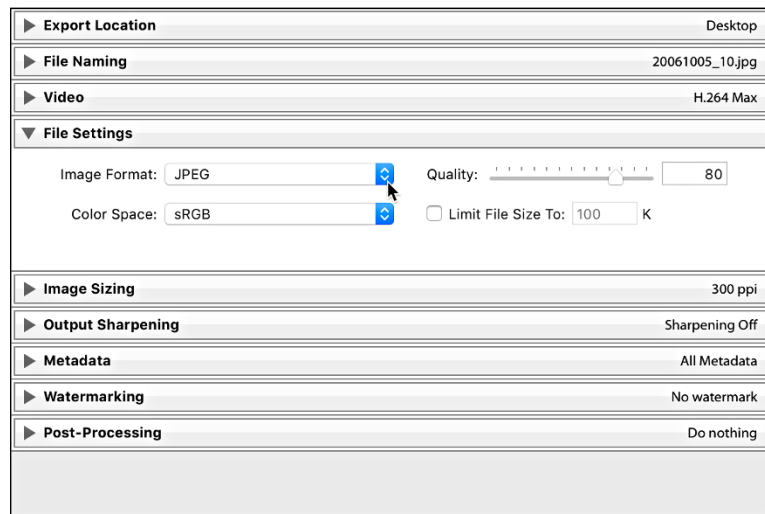 Export Location Desktop
File Naming 20061005_10.jpg
Video H.264 Max
File Settings
Image Format: JPEG Quality: 80
Color Space: sRGB Limit File Size To: 100 K
Image Sizing 300 ppi
Output Sharpening Sharpening Off
Metadata All Metadata
Watermarking No watermark
Post-Processing Do nothing